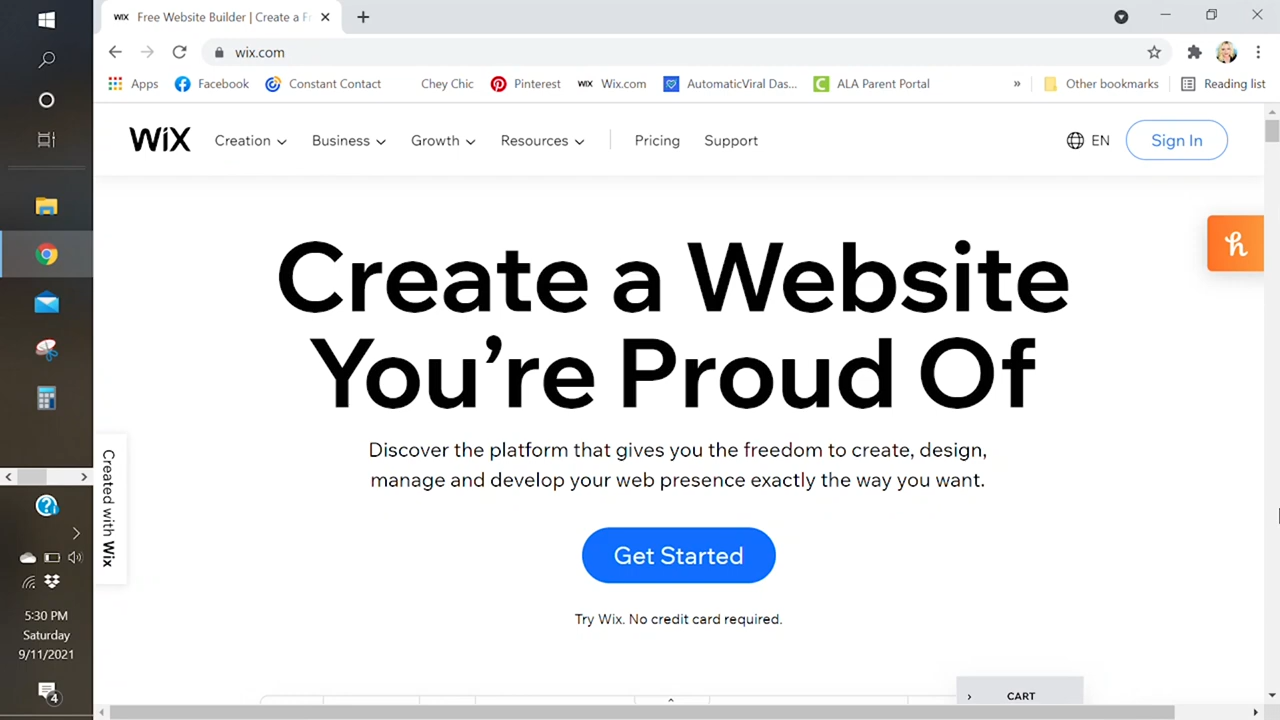 WiX Free Website Builder | Create a Fr
wix.com
Apps Facebook Constant Contact Chey Chic Pinterest WiX Wix.com AutomaticViral Das... ALA Parent Portal » Other bookmarks Reading list
WiX Creation Business Growth Resources Pricing Support EN Sign In
h
Create a Website
You're Proud Of
Discover the platform that gives you the freedom to create, design,
manage and develop your web presence exactly the way you want.
Get Started
Try Wix. No credit card required.
CART
Created with Wix
5:30 PM
Saturday
9/11/2021
4